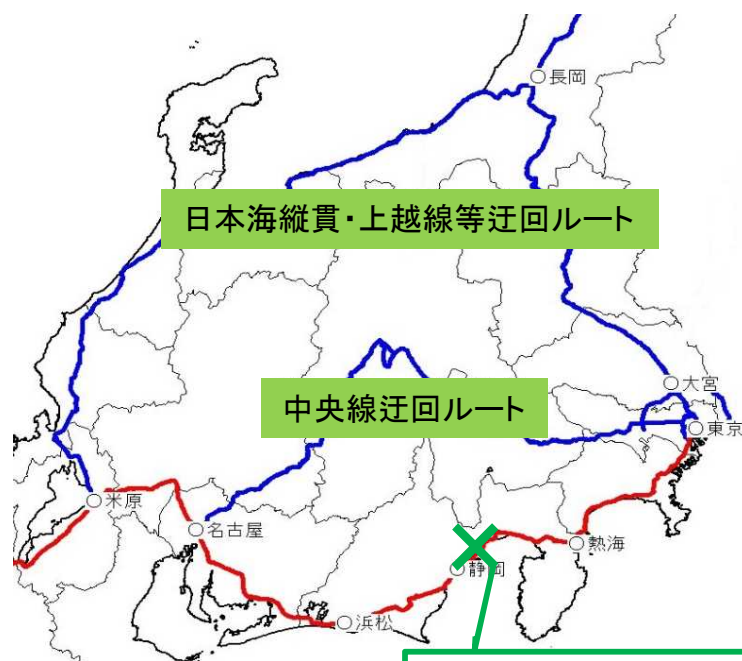 長岡
日本海縦貫・上越線等迂回ルート
大宮
中央線迂回ルート
東京
米原
名古屋
熱海
静岡
浜松